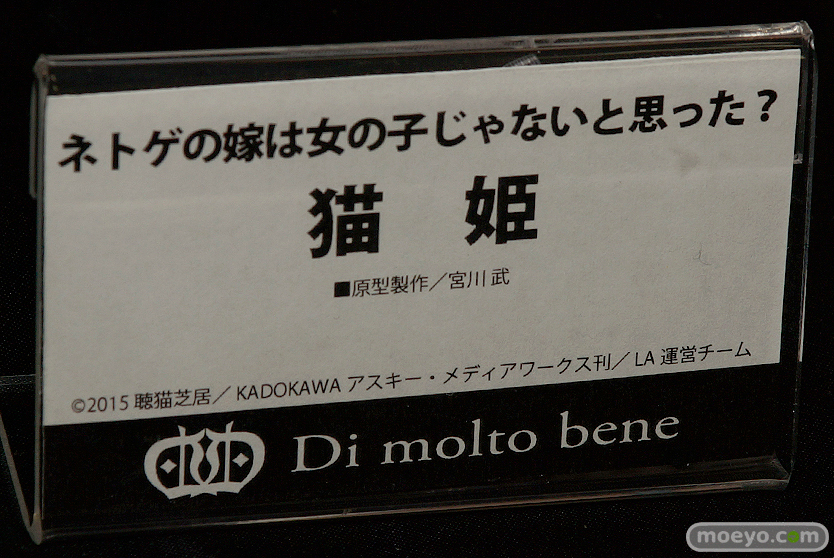 ネトゲの嫁は女の子じゃないと思った？
猫 姫
■原型製作／宮川 武
©2015 聴猫芝居／KADOKAWA アスキー・メディアワークス刊／LA 運営チーム
Di molto bene
moeyo.com